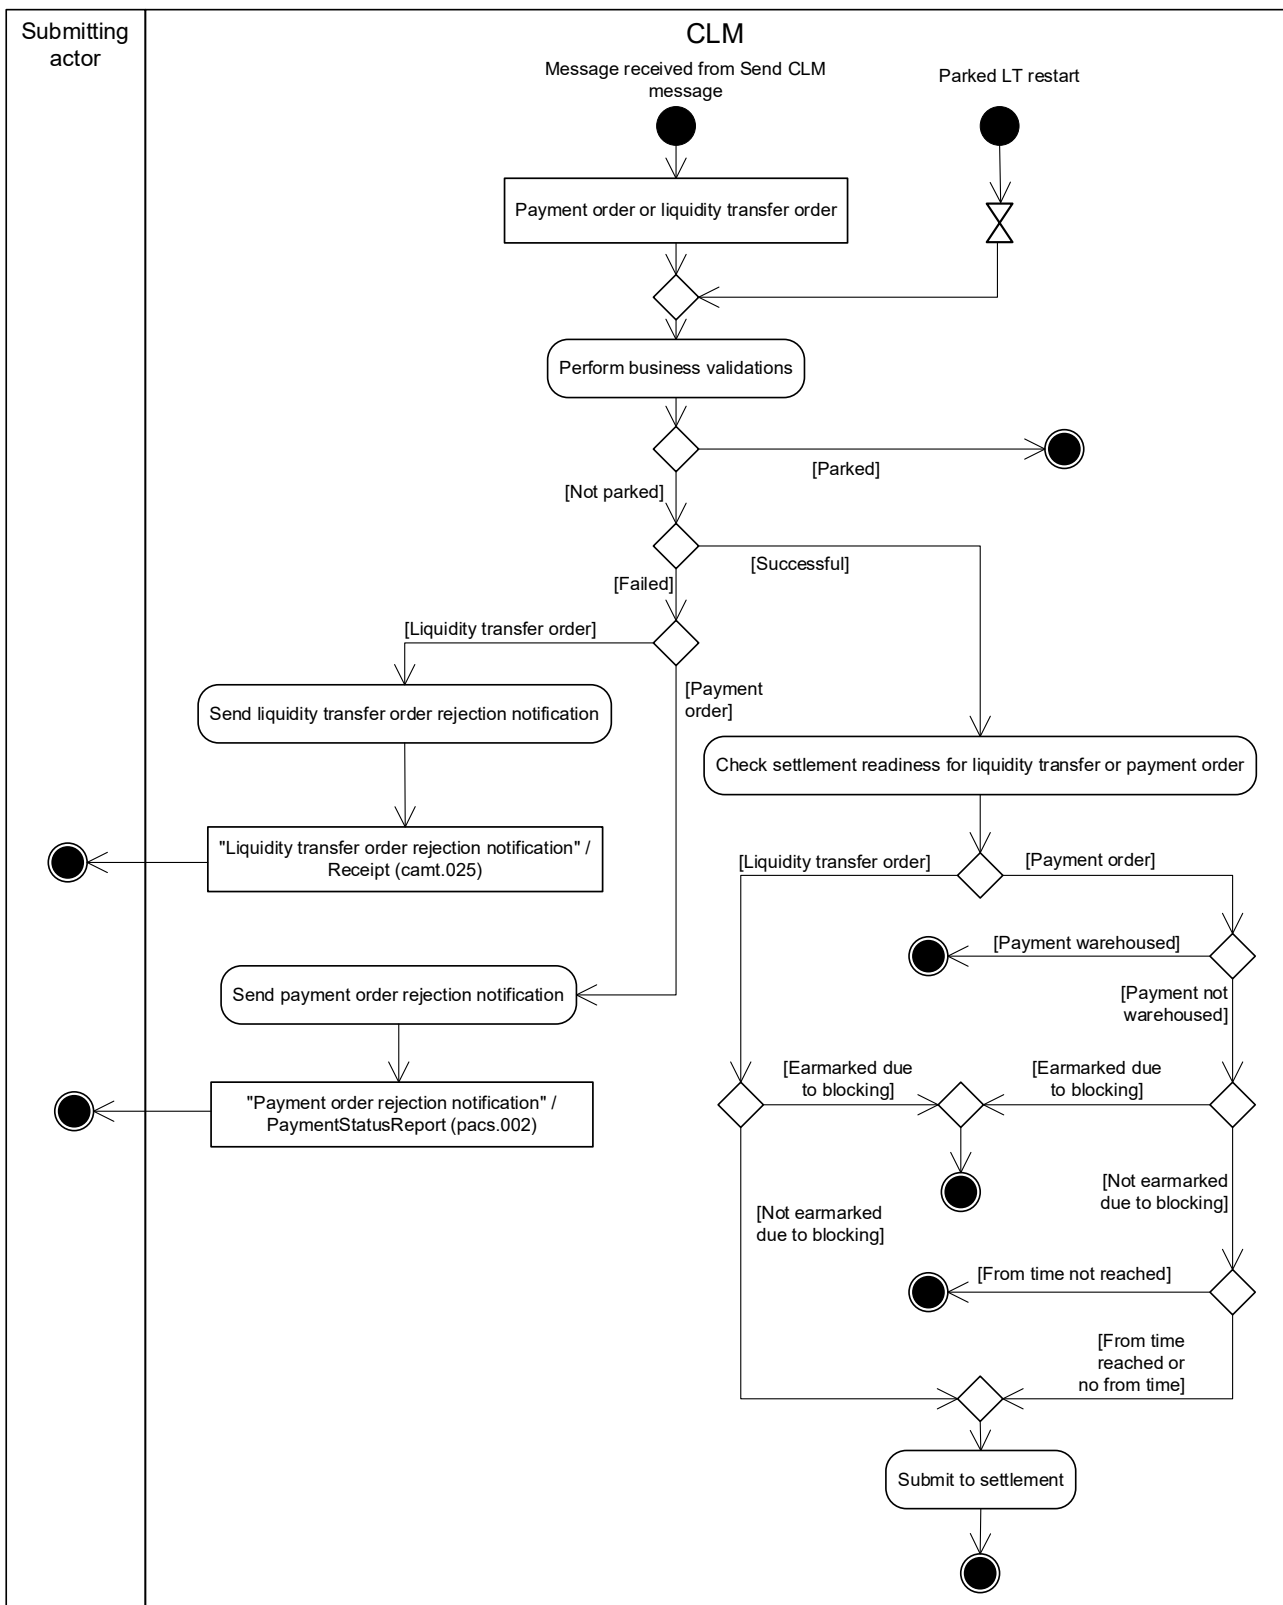 Submitting
actor
CLM
Message received from Send CLM
message
Parked LT restart
Payment order or liquidity transfer order
Perform business validations
[Parked]
[Not parked]
[Successful]
[Failed]
[Liquidity transfer order]
[Payment
order]
Send liquidity transfer order rejection notification
Check settlement readiness for liquidity transfer or payment order
"Liquidity transfer order rejection notification" /
Receipt (camt.025)
[Liquidity transfer order]
[Payment order]
[Payment warehoused]
Send payment order rejection notification
[Payment not
warehoused]
[Earmarked due
to blocking]
[Earmarked due
to blocking]
"Payment order rejection notification" /
PaymentStatusReport (pacs.002)
[Not earmarked
due to blocking]
[Not earmarked
due to blocking]
[From time not reached]
[From time
reached or
no from time]
Submit to settlement